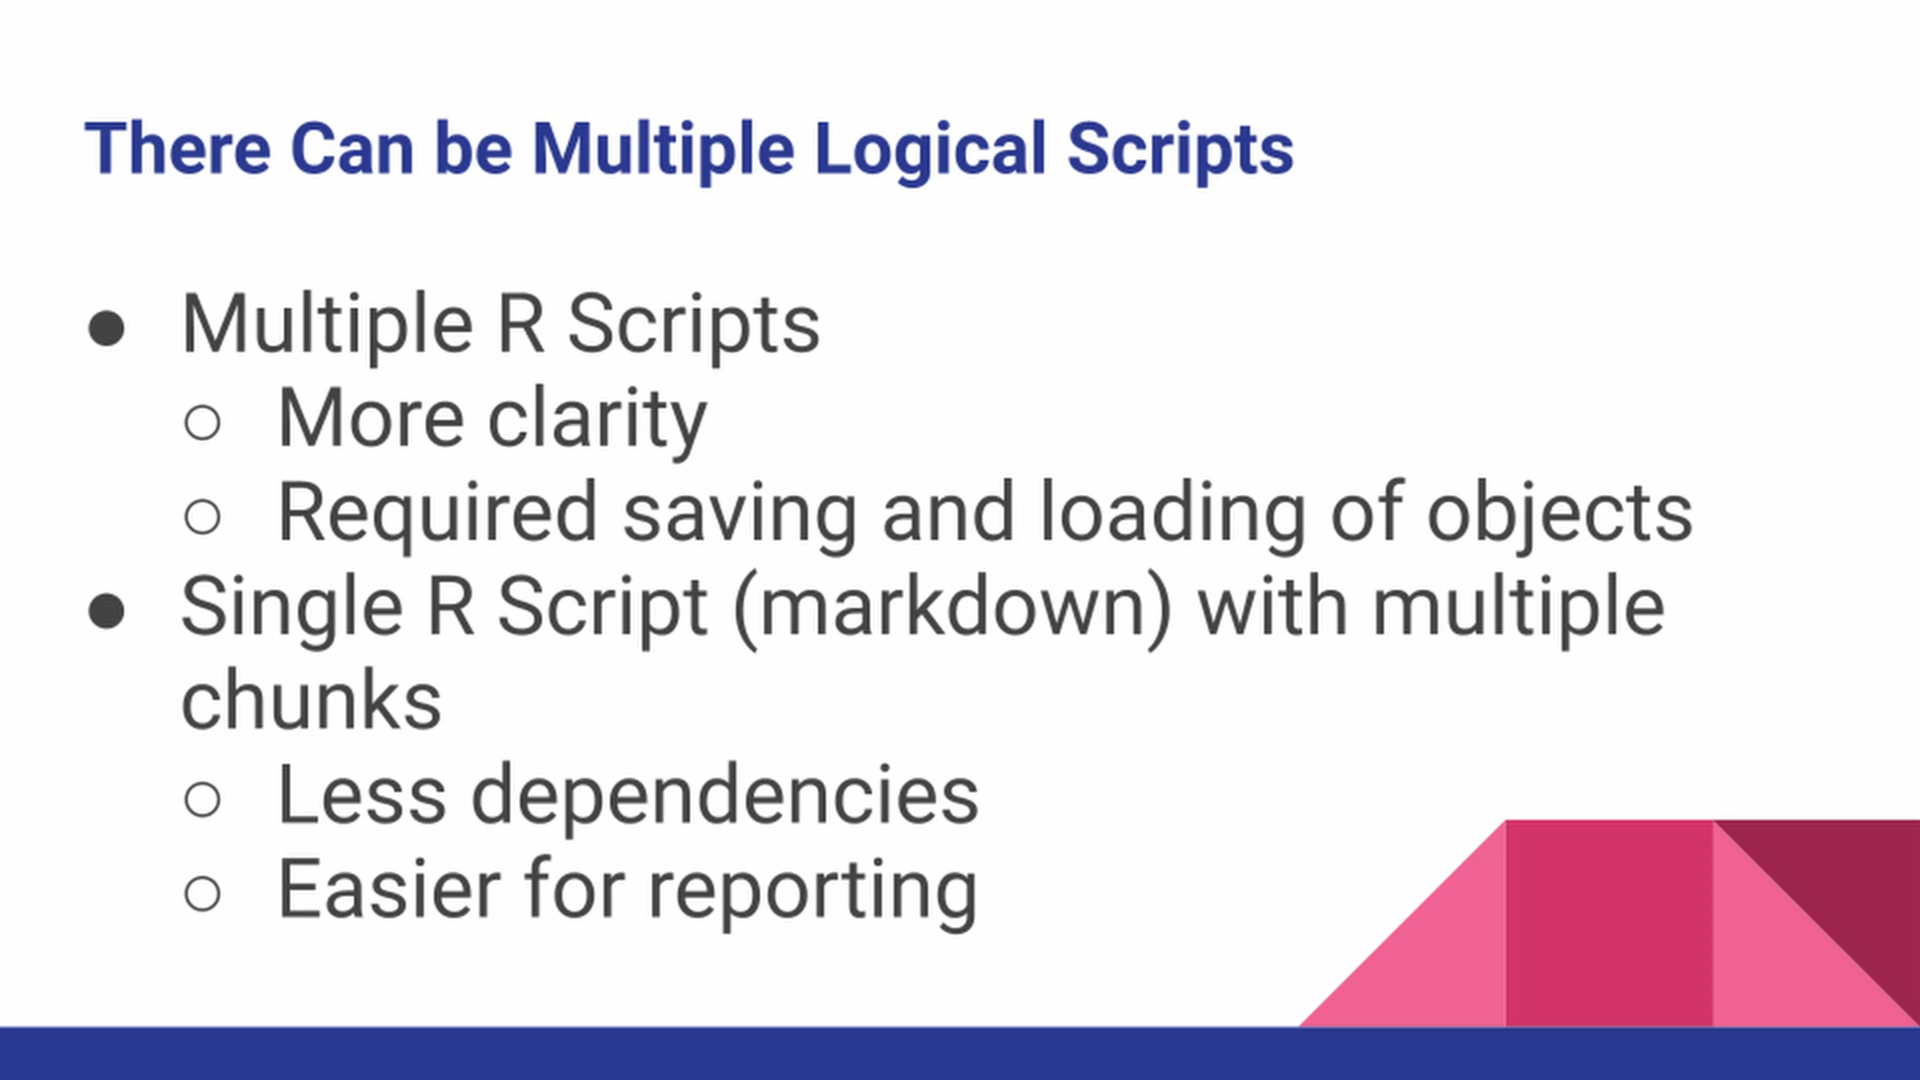 There Can be Multiple Logical Scripts
● Multiple R Scripts
○ More clarity
○ Required saving and loading of objects
● Single R Script (markdown) with multiple
chunks
○ Less dependencies
○ Easier for reporting